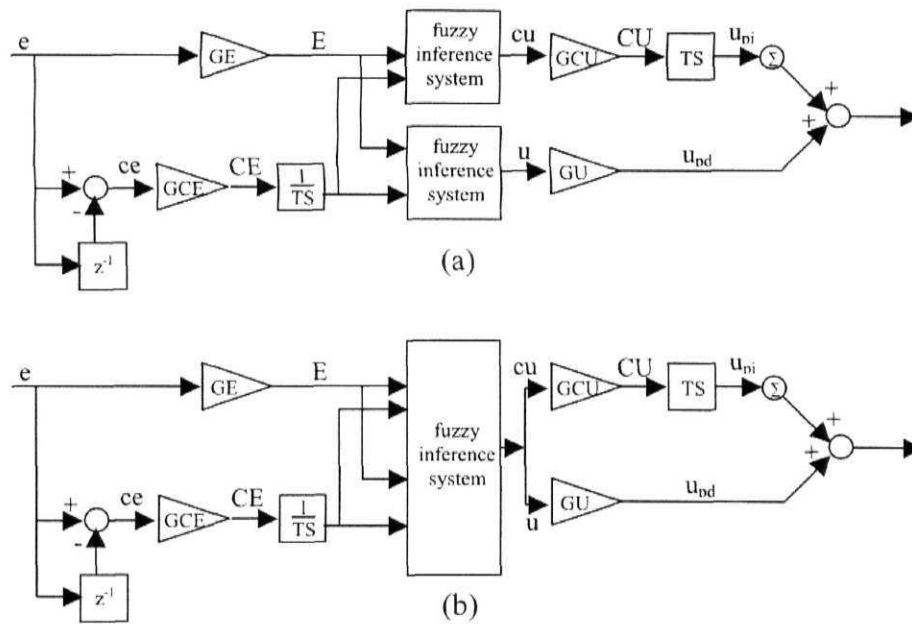 e
GE
E
fuzzy
inference
system
cu
GCU
CU
TS
u_pi
Σ
+
+
ce
+
-
GCE
CE
1
TS
fuzzy
inference
system
u
GU
u_pd
z⁻¹
(a)
e
GE
E
fuzzy
inference
system
cu
GCU
CU
TS
u_pi
Σ
+
+
ce
+
-
GCE
CE
1
TS
u
GU
u_pd
z⁻¹
(b)